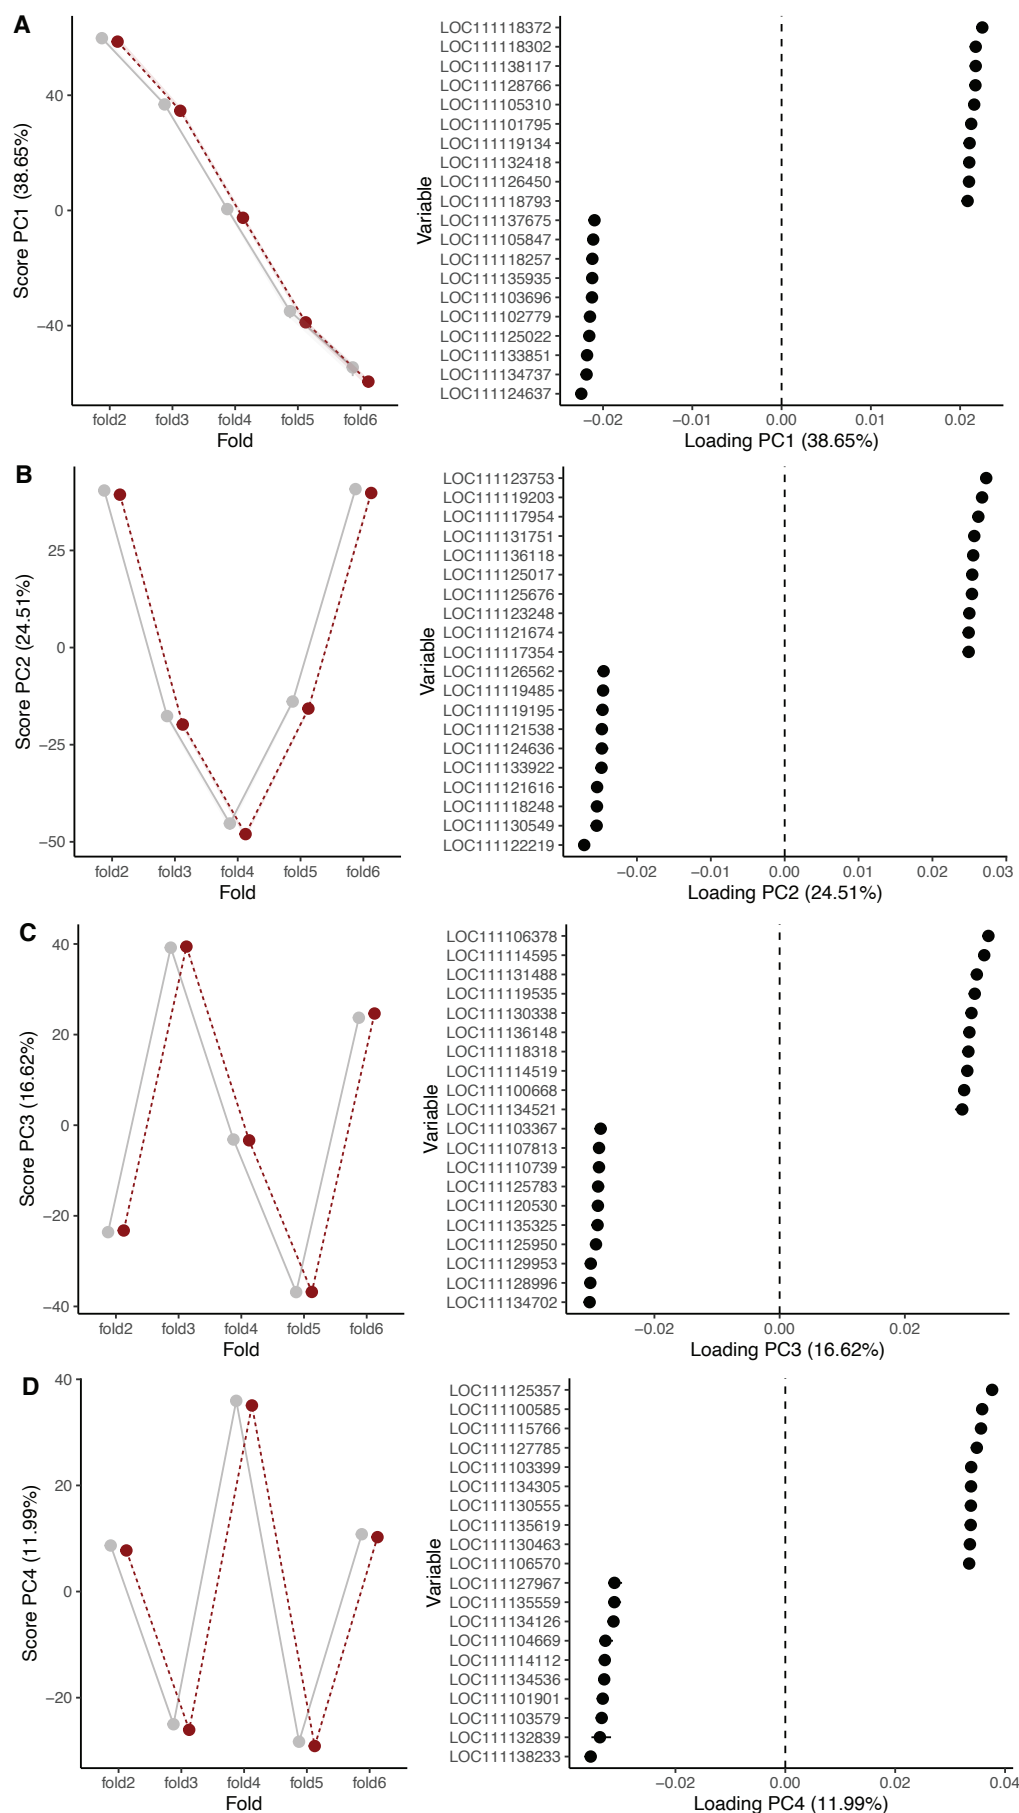 A
Score PC1 (38.65%)
40
0
−40
fold2 fold3 fold4 fold5 fold6
Fold
Variable
LOC111118372
LOC111118302
LOC111138117
LOC111128766
LOC111105310
LOC111101795
LOC111119134
LOC111132418
LOC111126450
LOC111118793
LOC111137675
LOC111105847
LOC111118257
LOC111135935
LOC111103696
LOC111102779
LOC111125022
LOC111133851
LOC111134737
LOC111124637
−0.02 −0.01 0.00 0.01 0.02
Loading PC1 (38.65%)
B
Score PC2 (24.51%)
25
0
−25
−50
fold2 fold3 fold4 fold5 fold6
Fold
Variable
LOC111123753
LOC111119203
LOC111117954
LOC111131751
LOC111136118
LOC111125017
LOC111125676
LOC111123248
LOC111121674
LOC111117354
LOC111126562
LOC111119485
LOC111119195
LOC111121538
LOC111124636
LOC111133922
LOC111121616
LOC111118248
LOC111130549
LOC111122219
−0.02 −0.01 0.00 0.01 0.02 0.03
Loading PC2 (24.51%)
C
Score PC3 (16.62%)
40
20
0
−20
−40
fold2 fold3 fold4 fold5 fold6
Fold
Variable
LOC111106378
LOC111114595
LOC111131488
LOC111119535
LOC111130338
LOC111136148
LOC111118318
LOC111114519
LOC111100668
LOC111134521
LOC111103367
LOC111107813
LOC111110739
LOC111125783
LOC111120530
LOC111135325
LOC111125950
LOC111129953
LOC111128996
LOC111134702
−0.02 0.00 0.02
Loading PC3 (16.62%)
D
Score PC4 (11.99%)
40
20
0
−20
fold2 fold3 fold4 fold5 fold6
Fold
Variable
LOC111125357
LOC111100585
LOC111115766
LOC111127785
LOC111103399
LOC111134305
LOC111130555
LOC111135619
LOC111130463
LOC111106570
LOC111127967
LOC111135559
LOC111134126
LOC111104669
LOC111114112
LOC111134536
LOC111101901
LOC111103579
LOC111132839
LOC111138233
−0.02 0.00 0.02 0.04
Loading PC4 (11.99%)